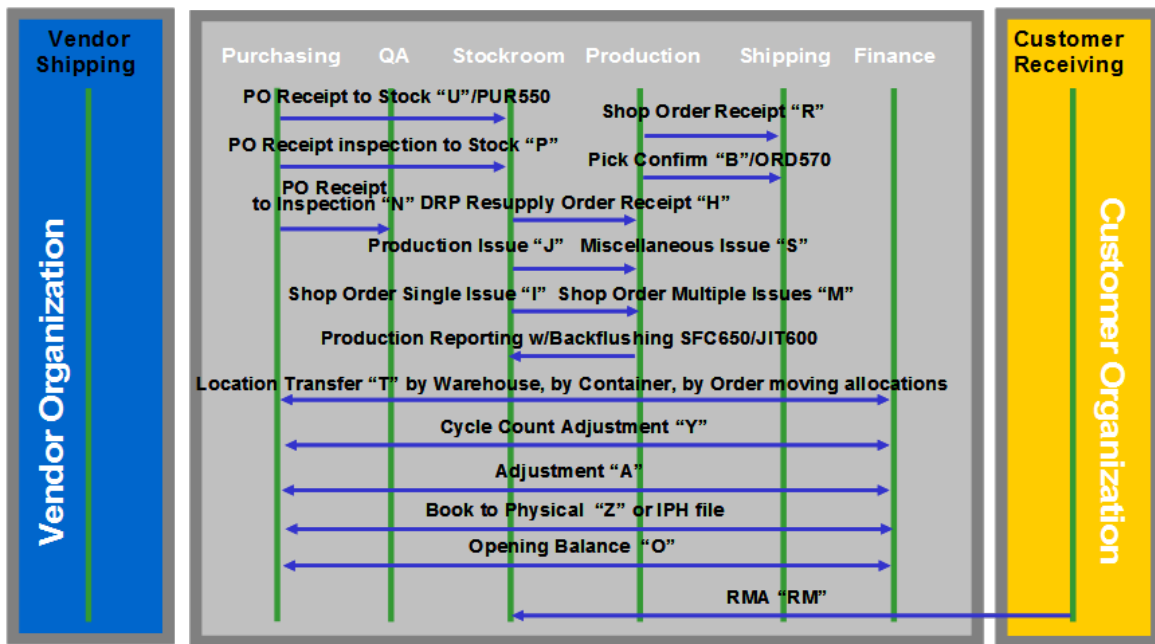 Vendor
Shipping
Vendor Organization
Purchasing QA Stockroom Production Shipping Finance
PO Receipt to Stock “U”/PUR550
Shop Order Receipt “R”
PO Receipt inspection to Stock “P”
Pick Confirm “B”/ORD570
PO Receipt
to Inspection “N”
DRP Resupply Order Receipt “H”
Production Issue “J” Miscellaneous Issue “S”
Shop Order Single Issue “I” Shop Order Multiple Issues “M”
Production Reporting w/Backflushing SFC650/JIT600
Location Transfer “T” by Warehouse, by Container, by Order moving allocations
Cycle Count Adjustment “Y”
Adjustment “A”
Book to Physical “Z” or IPH file
Opening Balance “O”
RMA “RM”
Customer
Receiving
Customer Organization